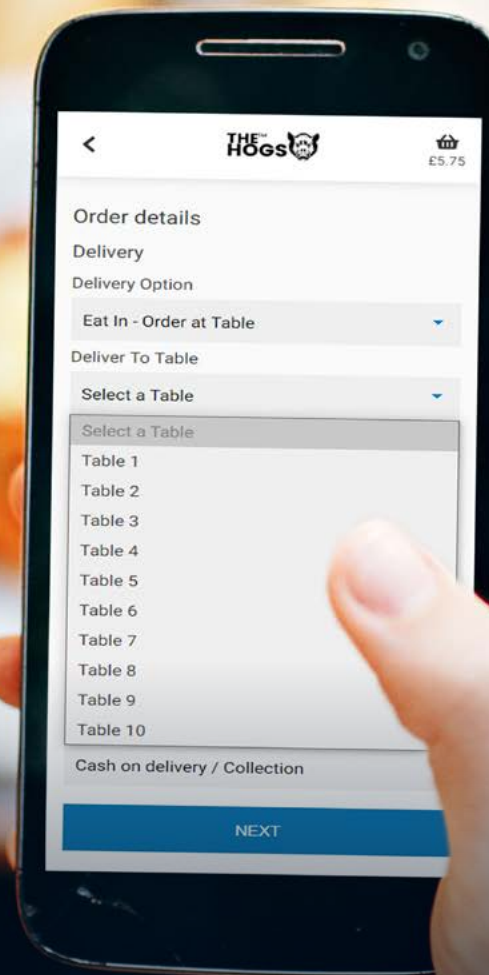 THE™
HOGS
£5.75
Order details
Delivery
Delivery Option
Eat In - Order at Table
Deliver To Table
Select a Table
Select a Table
Table 1
Table 2
Table 3
Table 4
Table 5
Table 6
Table 7
Table 8
Table 9
Table 10
Cash on delivery / Collection
NEXT